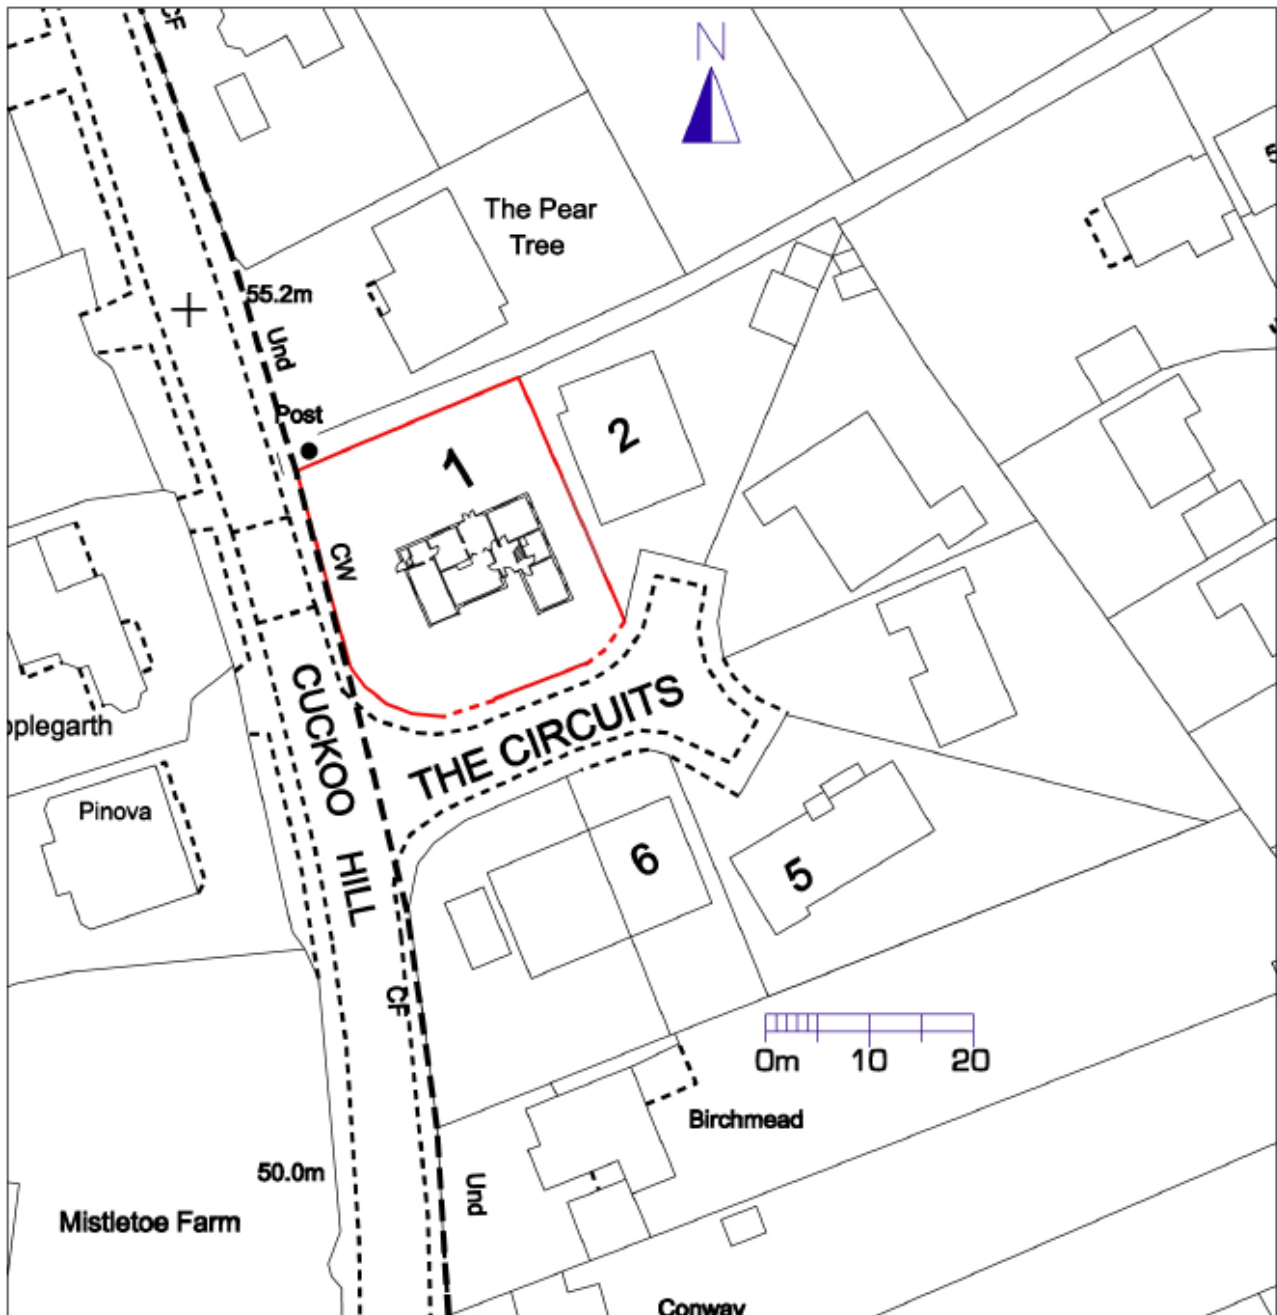 CF
N
5
The Pear
Tree
55.2m
Und
Post
1
2
CW
CUCKOO HILL
THE CIRCUITS
pplegarth
Pinova
6
5
CF
0m 10 20
Birchmead
50.0m
Und
Mistletoe Farm
Conway